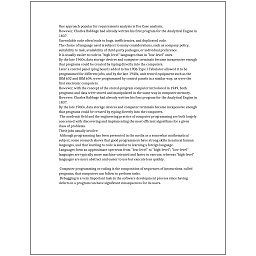 One approach popular for requirements analysis is Use Case analysis.
However, Charles Babbage had already written his first program for the Analytical Engine in 1837.
Unreadable code often leads to bugs, inefficiencies, and duplicated code.
The choice of language used is subject to many considerations, such as company policy, suitability to task, availability of third-party packages, or individual preference.
It is usually easier to code in "high-level" languages than in "low-level" ones.
By the late 1960s, data storage devices and computer terminals became inexpensive enough that programs could be created by typing directly into the computers.
Later a control panel (plug board) added to his 1906 Type I Tabulator allowed it to be programmed for different jobs, and by the late 1940s, unit record equipment such as the IBM 602 and IBM 604, were programmed by control panels in a similar way, as were the first electronic computers.
However, with the concept of the stored-program computer introduced in 1949, both programs and data were stored and manipulated in the same way in computer memory.
However, Charles Babbage had already written his first program for the Analytical Engine in 1837.
By the late 1960s, data storage devices and computer terminals became inexpensive enough that programs could be created by typing directly into the computers.
The academic field and the engineering practice of computer programming are both largely concerned with discovering and implementing the most efficient algorithms for a given class of problems.
Their jobs usually involve:
Although programming has been presented in the media as a somewhat mathematical subject, some research shows that good programmers have strong skills in natural human languages, and that learning to code is similar to learning a foreign language.
Languages form an approximate spectrum from "low-level" to "high-level"; "low-level" languages are typically more machine-oriented and faster to execute, whereas "high-level" languages are more abstract and easier to use but execute less quickly.
Computer programming or coding is the composition of sequences of instructions, called programs, that computers can follow to perform tasks.
Debugging is a very important task in the software development process since having defects in a program can have significant consequences for its users.